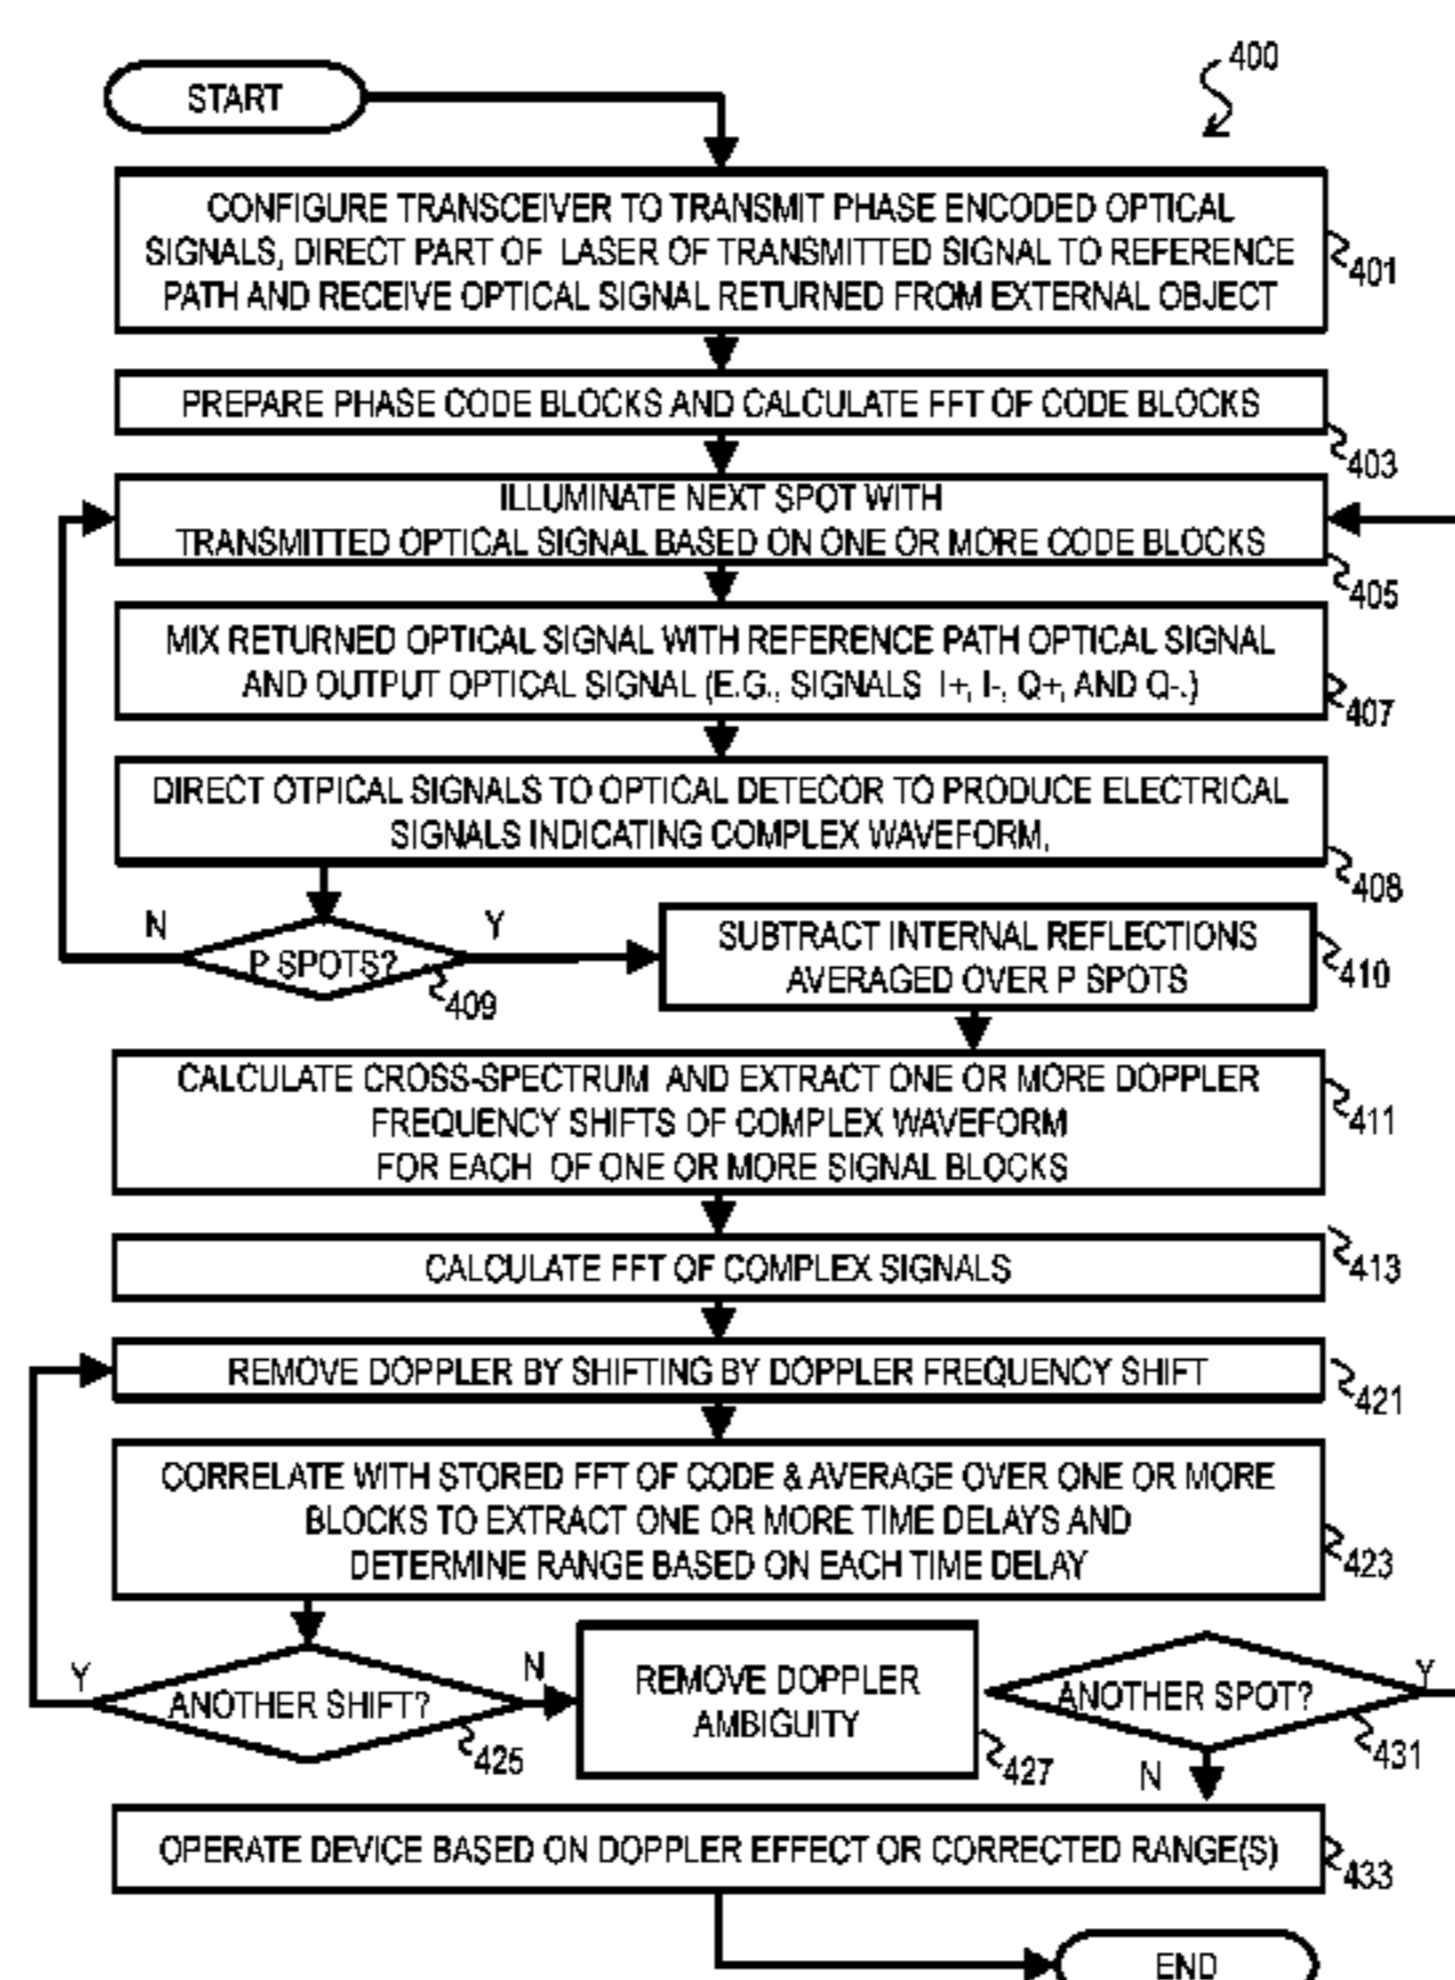 400
START
CONFIGURE TRANSCEIVER TO TRANSMIT PHASE ENCODED OPTICAL
SIGNALS, DIRECT PART OF LASER OF TRANSMITTED SIGNAL TO REFERENCE
PATH AND RECEIVE OPTICAL SIGNAL RETURNED FROM EXTERNAL OBJECT
401
PREPARE PHASE CODE BLOCKS AND CALCULATE FFT OF CODE BLOCKS
403
ILLUMINATE NEXT SPOT WITH
TRANSMITTED OPTICAL SIGNAL BASED ON ONE OR MORE CODE BLOCKS
405
MIX RETURNED OPTICAL SIGNAL WITH REFERENCE PATH OPTICAL SIGNAL
AND OUTPUT OPTICAL SIGNAL (E.G., SIGNALS I+, I-, Q+, AND Q-.)
407
DIRECT OTPICAL SIGNALS TO OPTICAL DETECOR TO PRODUCE ELECTRICAL
SIGNALS INDICATING COMPLEX WAVEFORM,
408
N
P SPOTS?
Y
409
SUBTRACT INTERNAL REFLECTIONS
AVERAGED OVER P SPOTS
410
CALCULATE CROSS-SPECTRUM AND EXTRACT ONE OR MORE DOPPLER
FREQUENCY SHIFTS OF COMPLEX WAVEFORM
FOR EACH OF ONE OR MORE SIGNAL BLOCKS
411
CALCULATE FFT OF COMPLEX SIGNALS
413
REMOVE DOPPLER BY SHIFTING BY DOPPLER FREQUENCY SHIFT
421
CORRELATE WITH STORED FFT OF CODE & AVERAGE OVER ONE OR MORE
BLOCKS TO EXTRACT ONE OR MORE TIME DELAYS AND
DETERMINE RANGE BASED ON EACH TIME DELAY
423
Y
ANOTHER SHIFT?
N
425
REMOVE DOPPLER
AMBIGUITY
427
ANOTHER SPOT?
Y
431
N
OPERATE DEVICE BASED ON DOPPLER EFFECT OR CORRECTED RANGE(S)
433
END